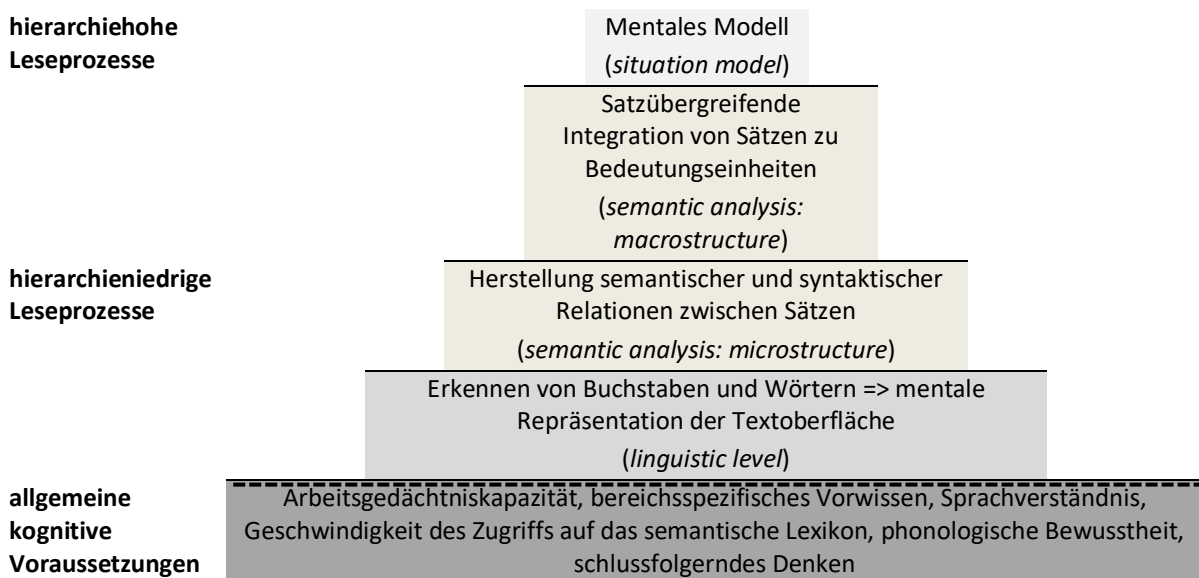 hierarchiehohe
Leseprozesse
Mentales Modell
(situation model)
Satzübergreifende
Integration von Sätzen zu
Bedeutungseinheiten
(semantic analysis:
macrostructure)
hierarchieniedrige
Leseprozesse
Herstellung semantischer und syntaktischer
Relationen zwischen Sätzen
(semantic analysis: microstructure)
Erkennen von Buchstaben und Wörtern => mentale
Repräsentation der Textoberfläche
(linguistic level)
allgemeine
kognitive
Voraussetzungen
Arbeitsgedächtniskapazität, bereichsspezifisches Vorwissen, Sprachverständnis,
Geschwindigkeit des Zugriffs auf das semantische Lexikon, phonologische Bewusstheit,
schlussfolgerndes Denken